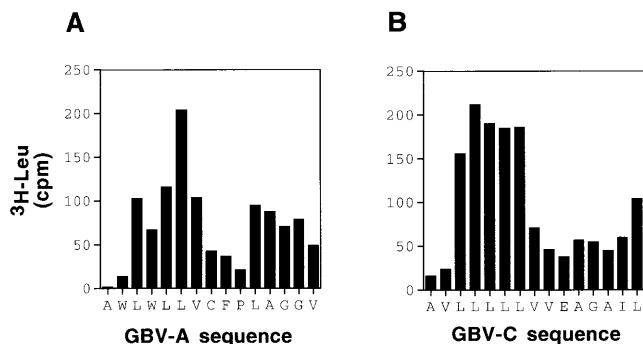 A
B
³H-Leu
(cpm)
250
200
150
100
50
0
A W L W L L V C F P L A G G V
GBV-A sequence
250
200
150
100
50
0
A V L L L L L V V E A G A I L
GBV-C sequence